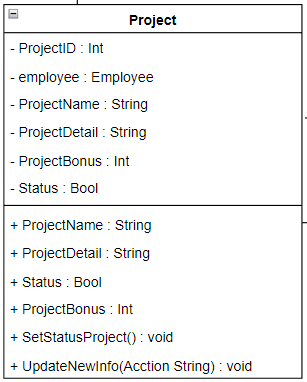 Project
- ProjectID : Int
- employee : Employee
- ProjectName : String
- ProjectDetail : String
- ProjectBonus : Int
- Status : Bool
+ ProjectName : String
+ ProjectDetail : String
+ Status : Bool
+ ProjectBonus : Int
+ SetStatusProject() : void
+ UpdateNewInfo(Acction String) : void